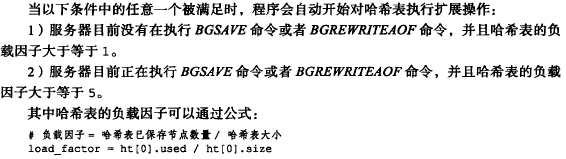 当以下条件中的任意一个被满足时，程序会自动开始对哈希表执行扩展操作：
1）服务器目前没有在执行 BGSAVE 命令或者 BGREWRITEAOF 命令，并且哈希表的负
载因子大于等于 1。
2）服务器目前正在执行 BGSAVE 命令或者 BGREWRITEAOF 命令，并且哈希表的负载
因子大于等于 5。
其中哈希表的负载因子可以通过公式：
# 负载因子 = 哈希表已保存节点数量 / 哈希表大小
load_factor = ht[0].used / ht[0].size